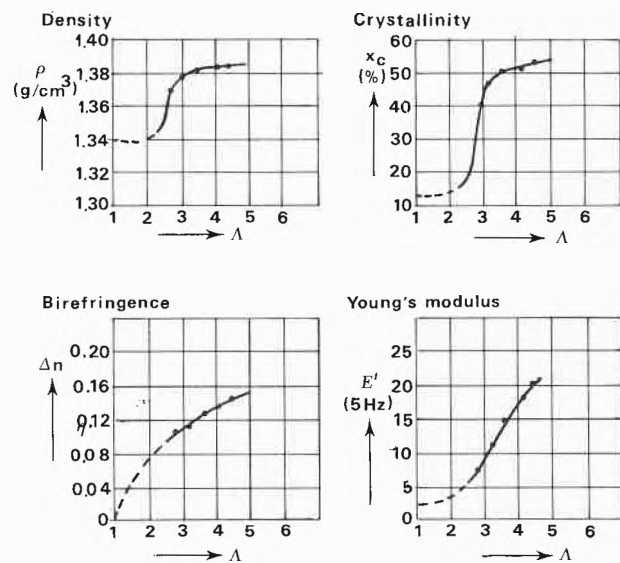 Density
1,40
1,38
ρ
(g/cm³)
1,36
1,34
1,32
1,30
1 2 3 4 5 6
Λ
Crystallinity
60
xc
(%)
50
40
30
20
10
1 2 3 4 5 6
Λ
Birefringence
0,20
Δn
0,16
0,12
0,08
0,04
0
1 2 3 4 5 6
Λ
Young's modulus
25
E'
(5Hz)
20
15
10
5
0
1 2 3 4 5 6
Λ